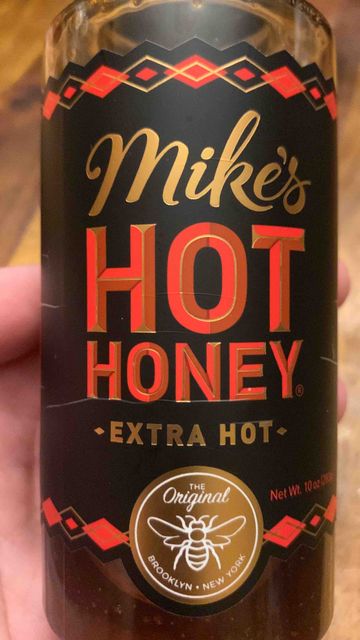 Mike's
HOT
HONEY®
EXTRA HOT
THE
Original
Net Wt. 10 oz
BROOKLYN • NEW YORK